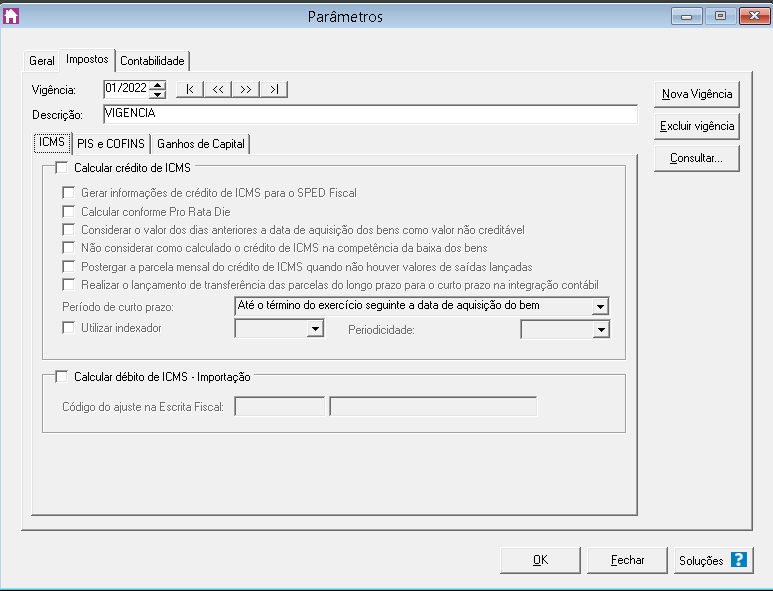 Parâmetros
Geral Impostos Contabilidade
Vigência: 01/2022 |< << >> >|
Nova Vigência
Descrição: VIGENCIA
Excluir vigência
ICMS PIS e COFINS Ganhos de Capital
Consultar...
Calcular crédito de ICMS
Gerar informações de crédito de ICMS para o SPED Fiscal
Calcular conforme Pro Rata Die
Considerar o valor dos dias anteriores a data de aquisição dos bens como valor não creditável
Não considerar como calculado o crédito de ICMS na competência da baixa dos bens
Postergar a parcela mensal do crédito de ICMS quando não houver valores de saídas lançadas
Realizar o lançamento de transferência das parcelas do longo prazo para o curto prazo na integração contábil
Período de curto prazo: Até o término do exercício seguinte a data de aquisição do bem
Utilizar indexador Periodicidade:
Calcular débito de ICMS - Importação
Código do ajuste na Escrita Fiscal:
OK Fechar Soluções ?